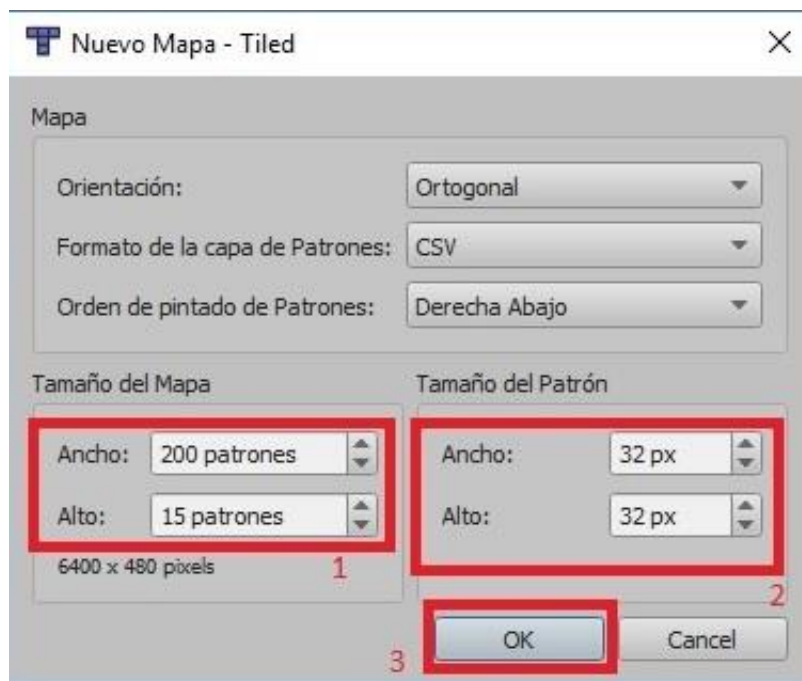 Nuevo Mapa - Tiled
Mapa
Orientación: Ortogonal
Formato de la capa de Patrones: CSV
Orden de pintado de Patrones: Derecha Abajo
Tamaño del Mapa Tamaño del Patrón
Ancho: 200 patrones Ancho: 32 px
Alto: 15 patrones Alto: 32 px
6400 x 480 pixels 1 2
3 OK Cancel